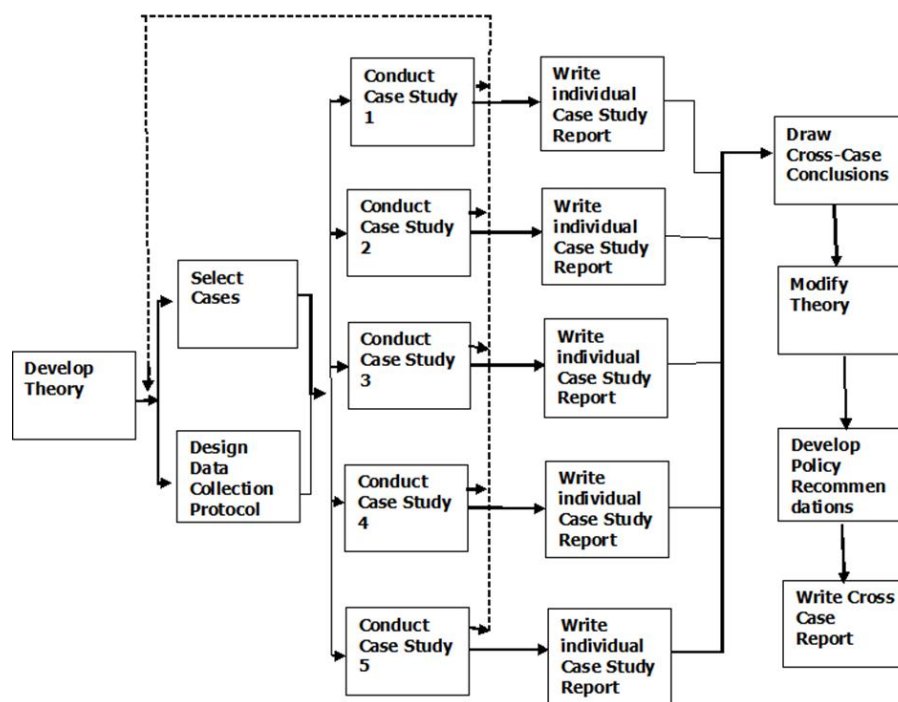 Develop
Theory
Select
Cases
Design
Data
Collection
Protocol
Conduct
Case Study
1
Conduct
Case Study
2
Conduct
Case Study
3
Conduct
Case Study
4
Conduct
Case Study
5
Write
individual
Case Study
Report
Write
individual
Case Study
Report
Write
individual
Case Study
Report
Write
individual
Case Study
Report
Write
individual
Case Study
Report
Draw
Cross-Case
Conclusions
Modify
Theory
Develop
Policy
Recommen
dations
Write Cross
Case
Report